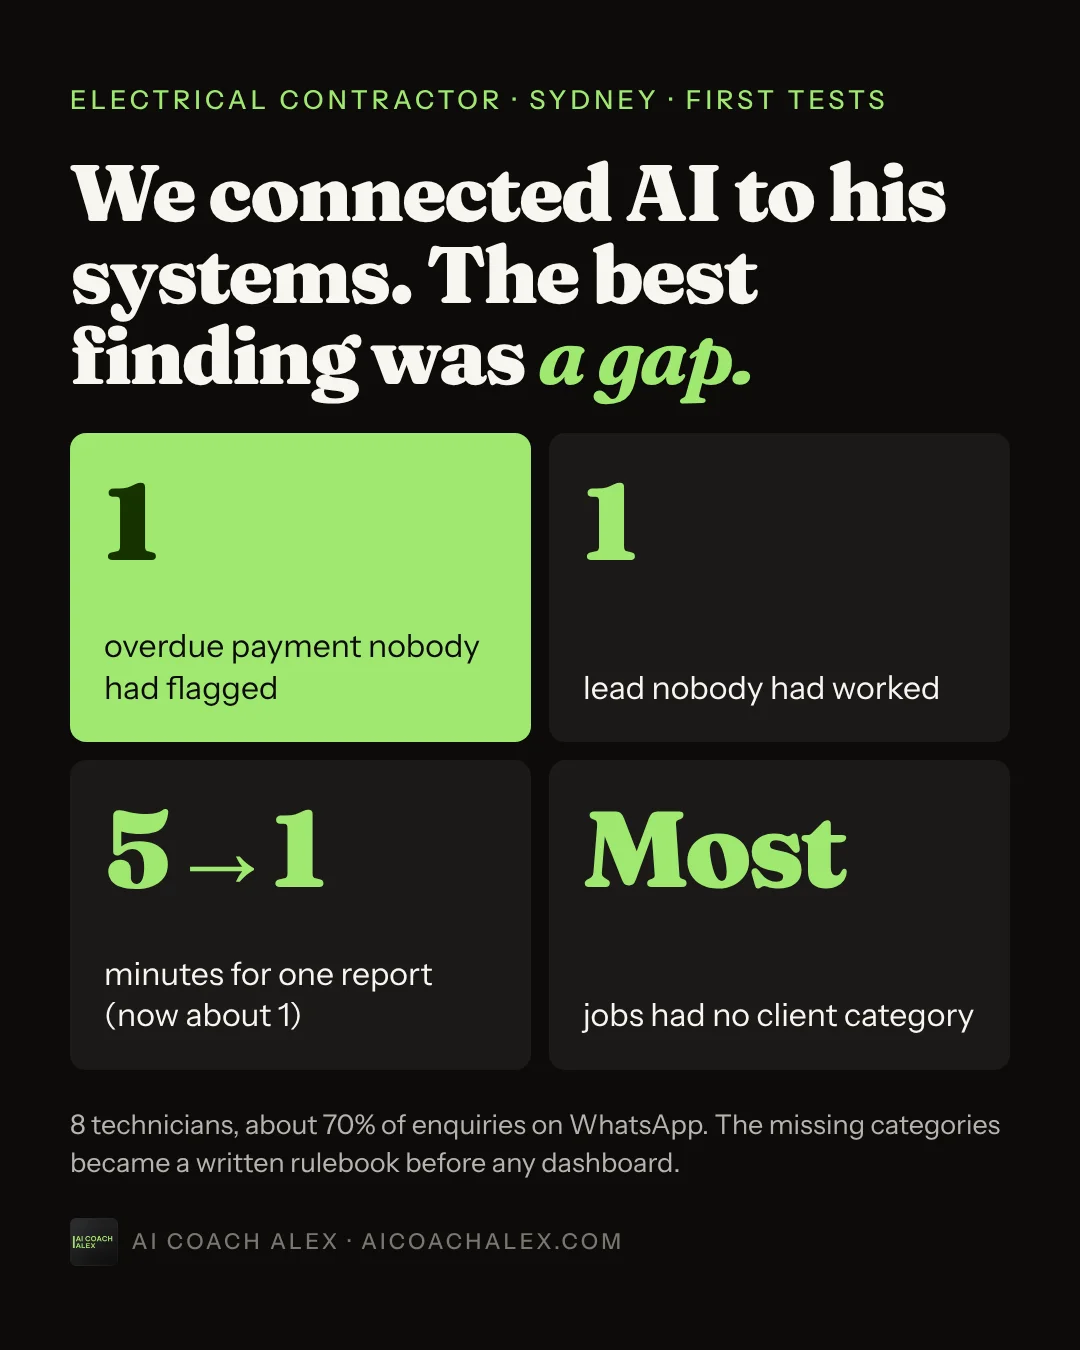 ELECTRICAL CONTRACTOR · SYDNEY · FIRST TESTS
We connected AI to his
systems. The best
finding was a gap.
1
overdue payment nobody
had flagged
1
lead nobody had worked
5→1
minutes for one report
(now about 1)
Most
jobs had no client category
8 technicians, about 70% of enquiries on WhatsApp. The missing categories
became a written rulebook before any dashboard.
AI COACH
ALEX
AI COACH ALEX · AICOACHALEX.COM